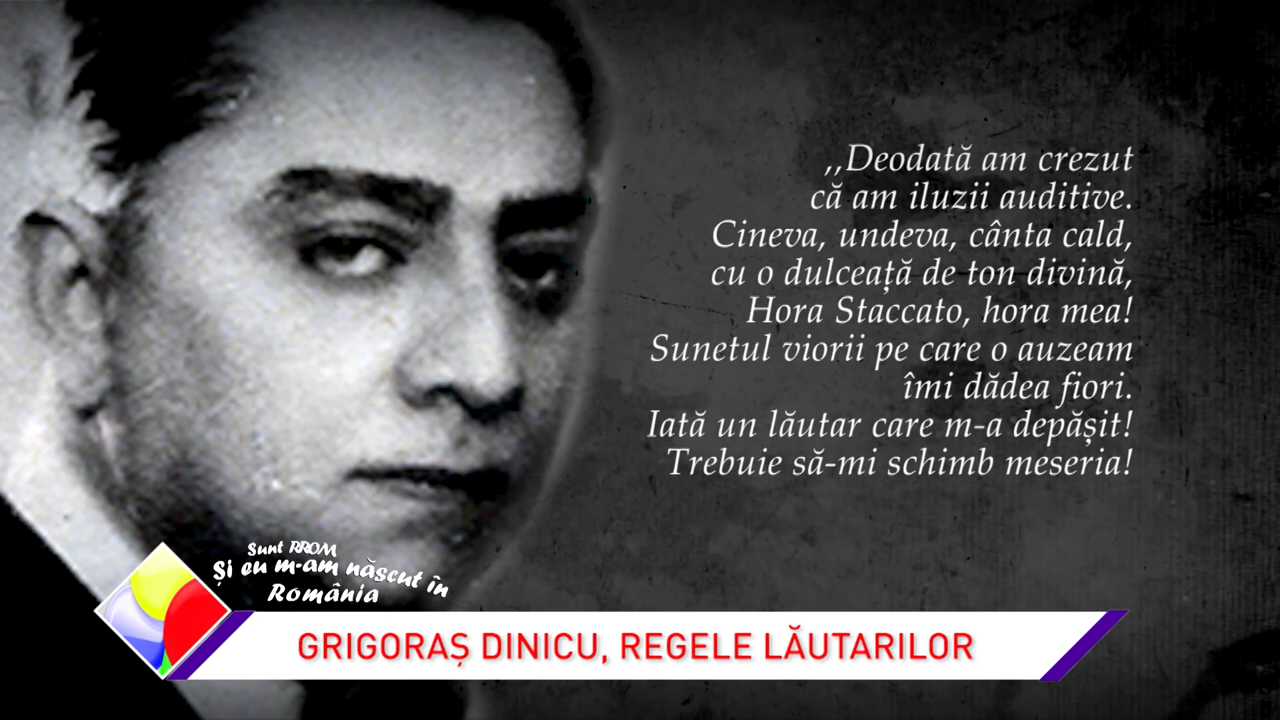 ,,Deodată am crezut
că am iluzii auditive.
Cineva, undeva, cânta cald,
cu o dulceață de ton divină,
Hora Staccato, hora mea!
Sunetul viorii pe care o auzeam
îmi dădea fiori.
Iată un lăutar care m-a depășit!
Trebuie să-mi schimb meseria!
Sunt RROM
Și eu m-am născut în
România
GRIGORAȘ DINICU, REGELE LĂUTARILOR